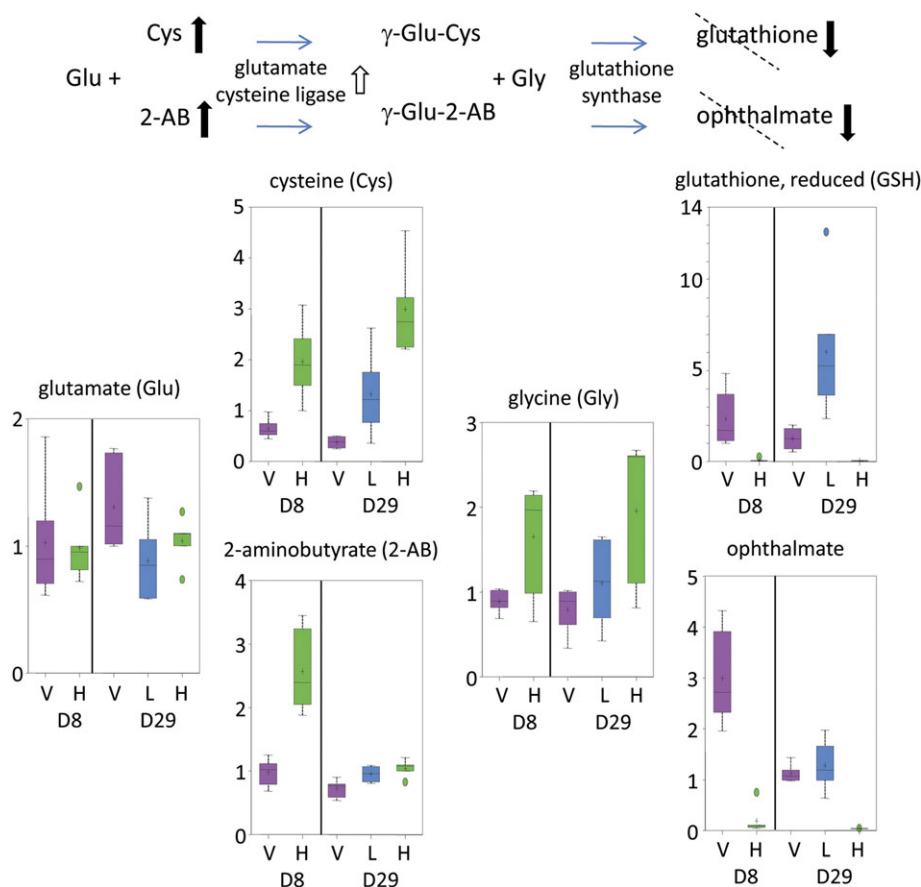 Cys γ-Glu-Cys glutathione
Glu + glutamate cysteine ligase + Gly glutathione synthase
2-AB γ-Glu-2-AB ophthalmate
cysteine (Cys)
5
4
3
2
1
0
V H V L H
D8 D29
glutathione, reduced (GSH)
14
10
5
0
V H V L H
D8 D29
glutamate (Glu)
2
1
0
V H V L H
D8 D29
glycine (Gly)
3
2
1
0
V H V L H
D8 D29
2-aminobutyrate (2-AB)
4
3
2
1
0
V H V L H
D8 D29
ophthalmate
5
4
3
2
1
0
V H V L H
D8 D29